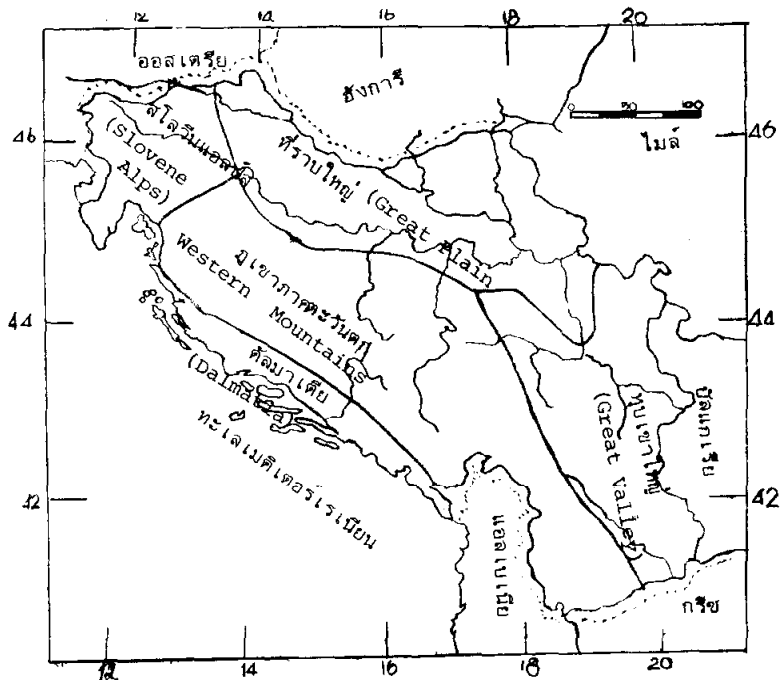 12 14 16 18 20
ออสเตรีย
ฮังการี
0 50 100
ไมล์
46 46
สโลวีนแอลป์ส
(Slovene
Alps)
ที่ราบใหญ่ (Great Plain
ภูเขาภาคตะวันตก
Western
Mountains
44 44
ดัลมาเตีย
(Dalmatia)
ทะเลเมดิเตอร์เรเนียน
หุบเขาใหญ่
(Great Valley)
บัลแกเรีย
42 42
แอลเบเนีย
กรีซ
12 14 16 18 20